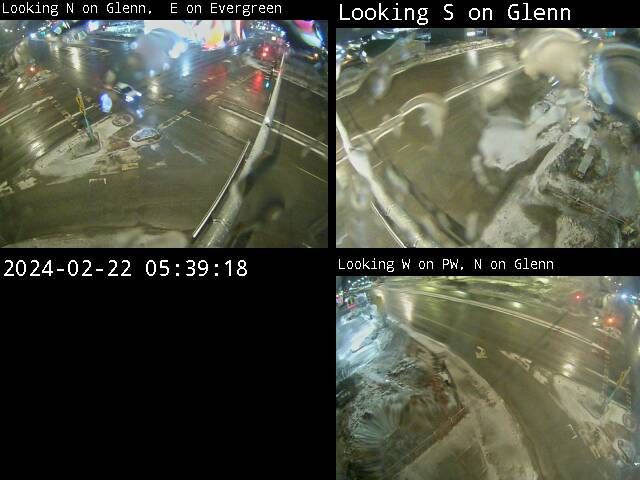 Looking N on Glenn, E on Evergreen
Looking S on Glenn
2024-02-22 05:39:18
Looking W on PW, N on Glenn